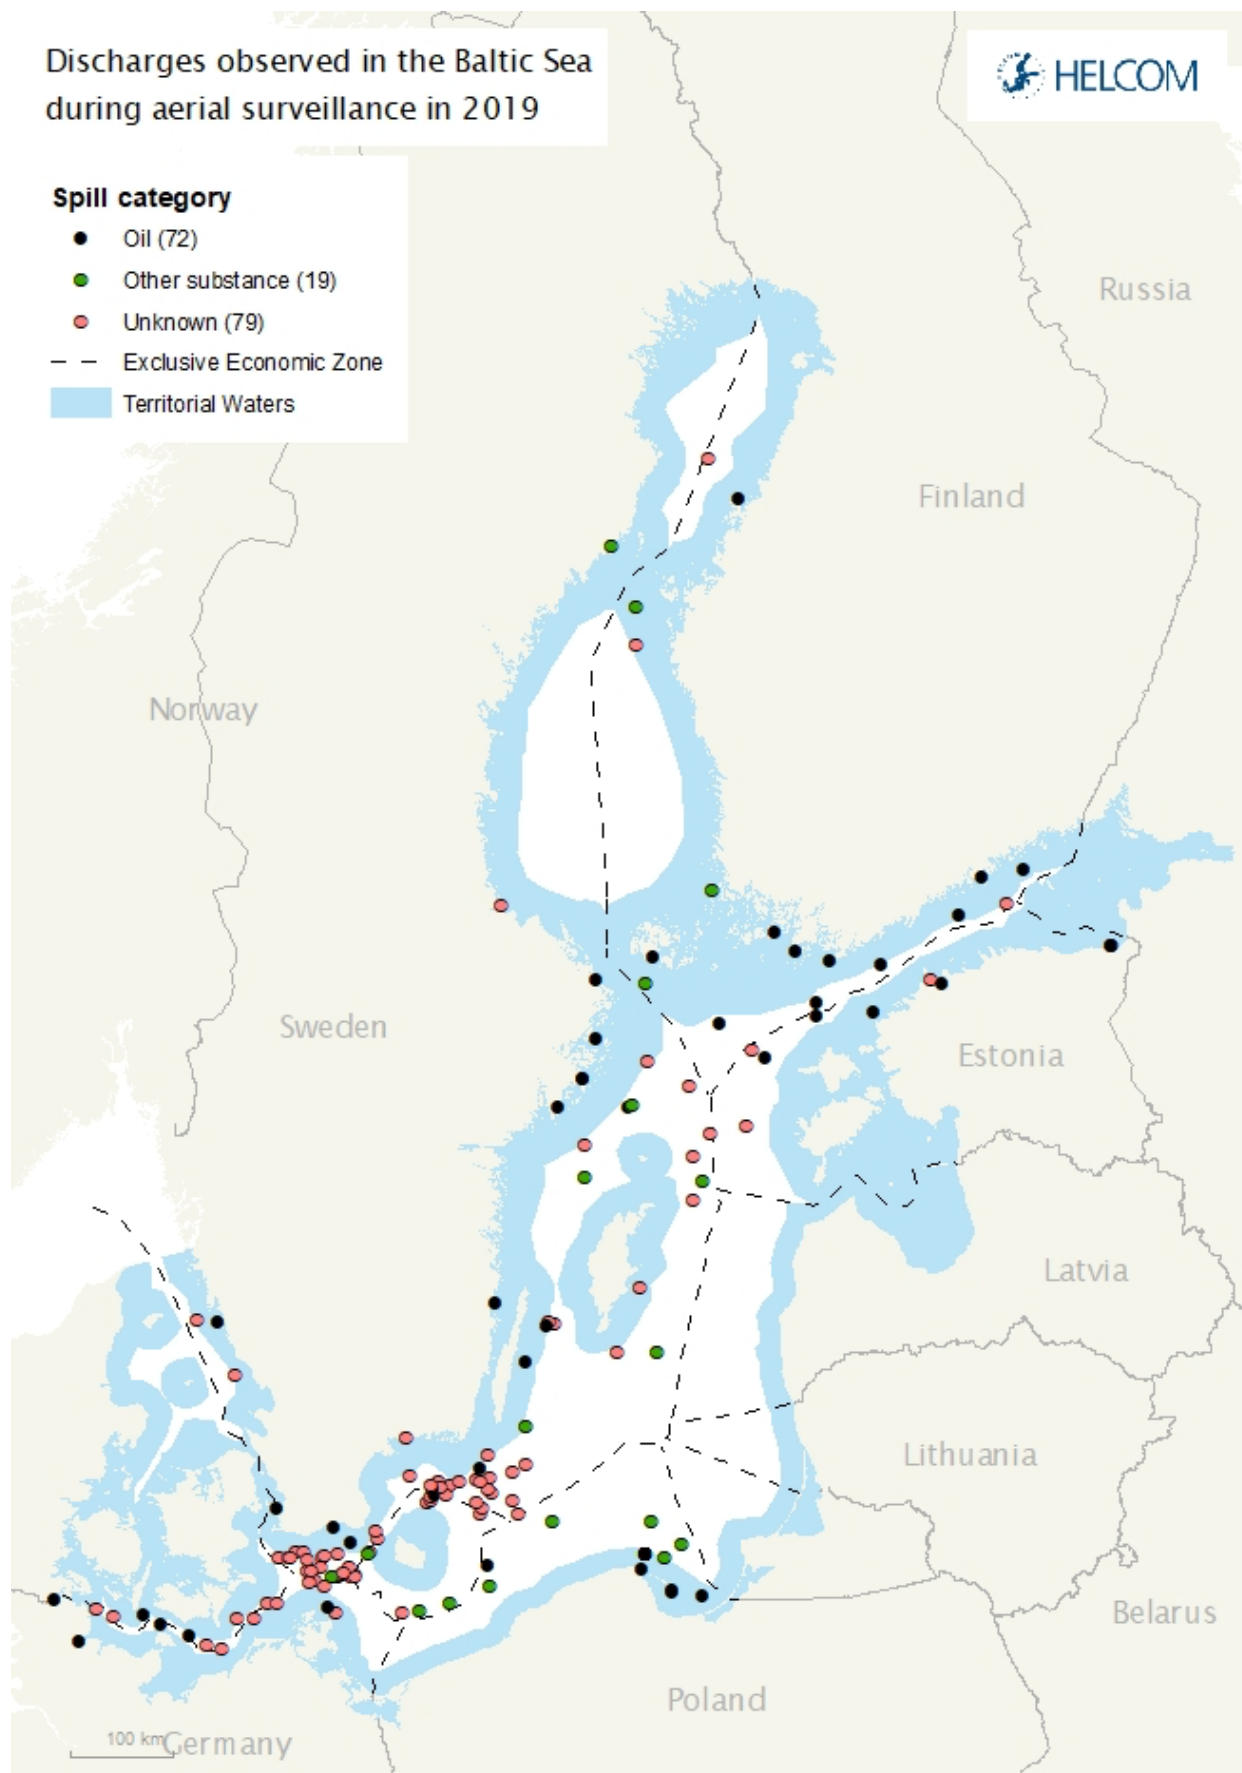 Discharges observed in the Baltic Sea
during aerial surveillance in 2019
HELCOM
Spill category
Oil (72)
Other substance (19)
Unknown (79)
Exclusive Economic Zone
Territorial Waters
Russia
Finland
Norway
Sweden
Estonia
Latvia
Lithuania
Belarus
Poland
100 km
Germany